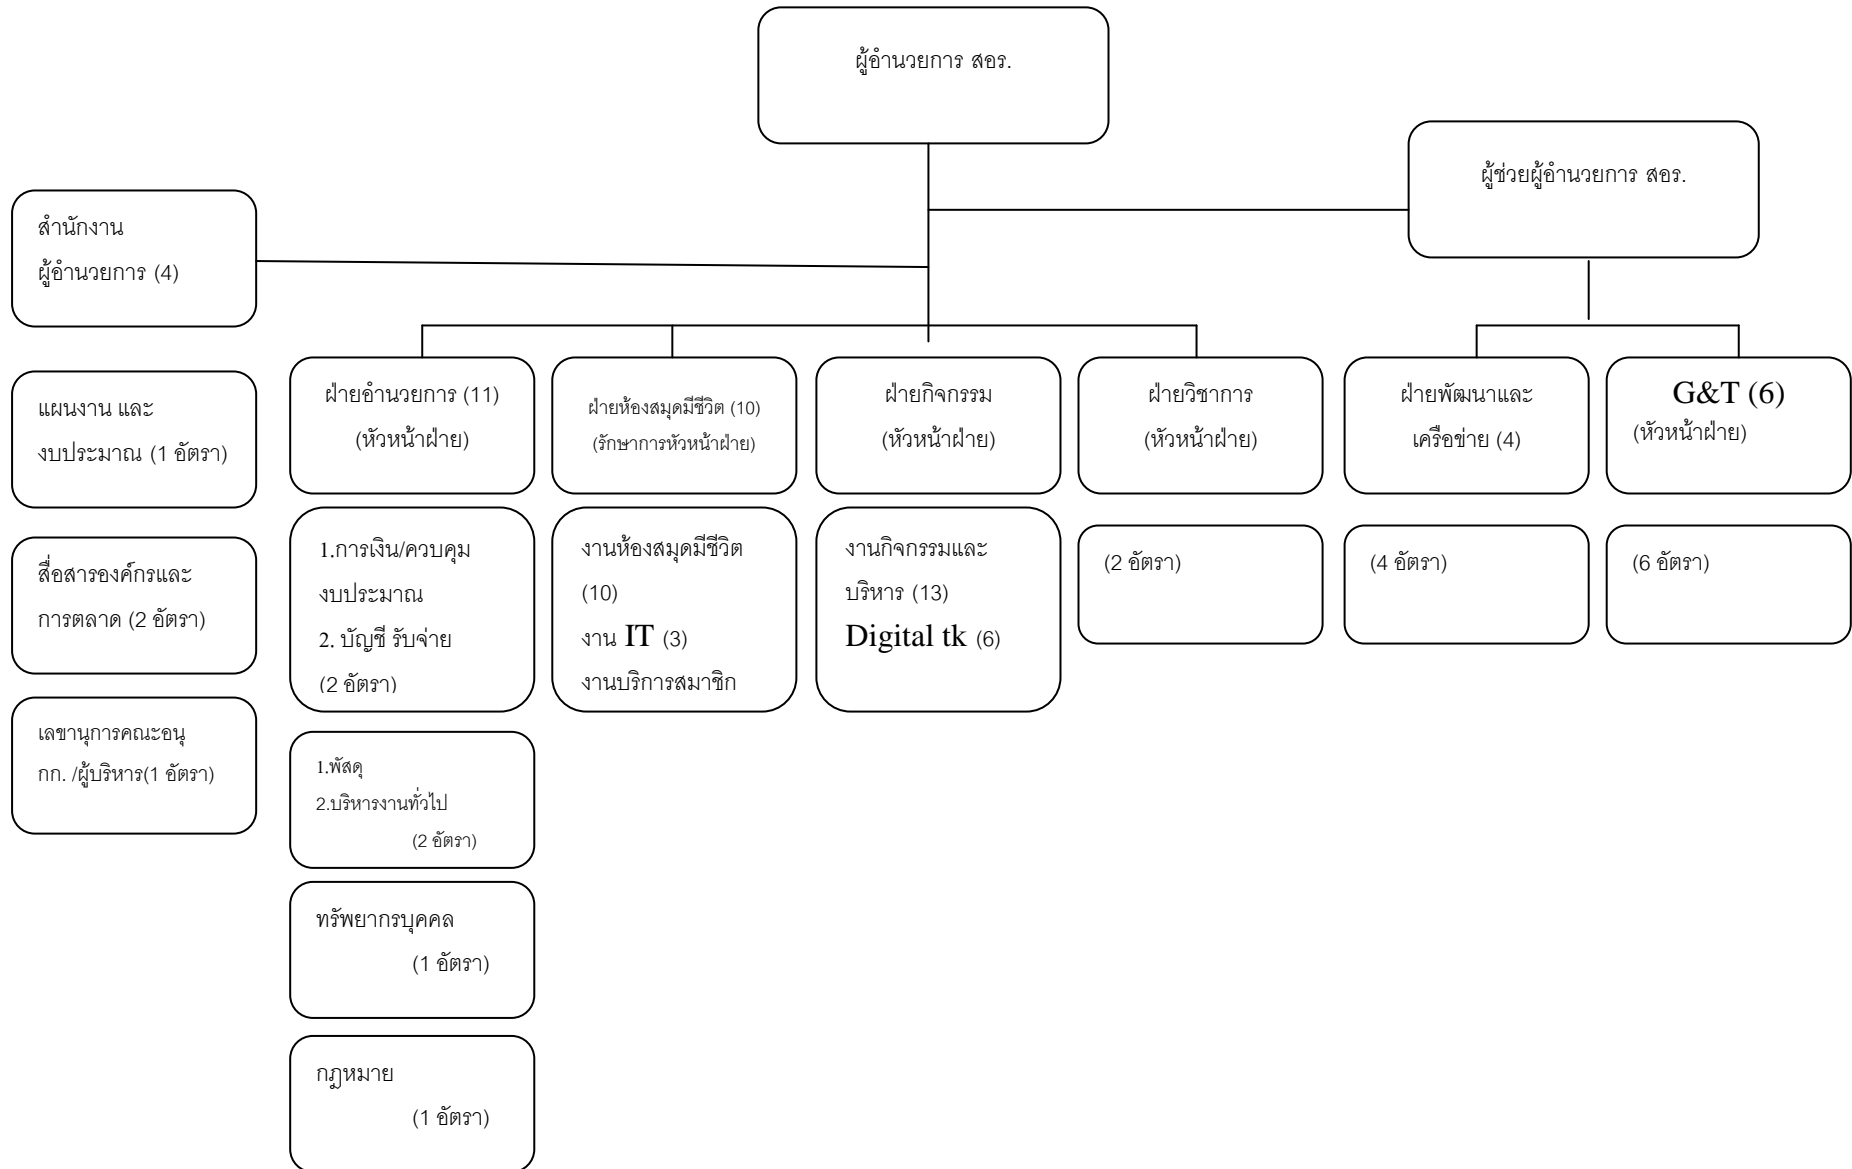 ผู้อำนวยการ สอร.
ผู้ช่วยผู้อำนวยการ สอร.
สำนักงาน
ผู้อำนวยการ (4)
แผนงาน และ
งบประมาณ (1 อัตรา)
สื่อสารองค์กรและ
การตลาด (2 อัตรา)
เลขานุการคณะอนุ
กก. /ผู้บริหาร(1 อัตรา)
ฝ่ายอำนวยการ (11)
(หัวหน้าฝ่าย)
1.การเงิน/ควบคุม
งบประมาณ
2. บัญชี รับจ่าย
(2 อัตรา)
1.พัสดุ
2.บริหารงานทั่วไป
(2 อัตรา)
ทรัพยากรบุคคล
(1 อัตรา)
กฎหมาย
(1 อัตรา)
ฝ่ายห้องสมุดมีชีวิต (10)
(รักษาการหัวหน้าฝ่าย)
งานห้องสมุดมีชีวิต
(10)
งาน IT (3)
งานบริการสมาชิก
ฝ่ายกิจกรรม
(หัวหน้าฝ่าย)
งานกิจกรรมและ
บริหาร (13)
Digital tk (6)
ฝ่ายวิชาการ
(หัวหน้าฝ่าย)
(2 อัตรา)
ฝ่ายพัฒนาและ
เครือข่าย (4)
(4 อัตรา)
G&T (6)
(หัวหน้าฝ่าย)
(6 อัตรา)